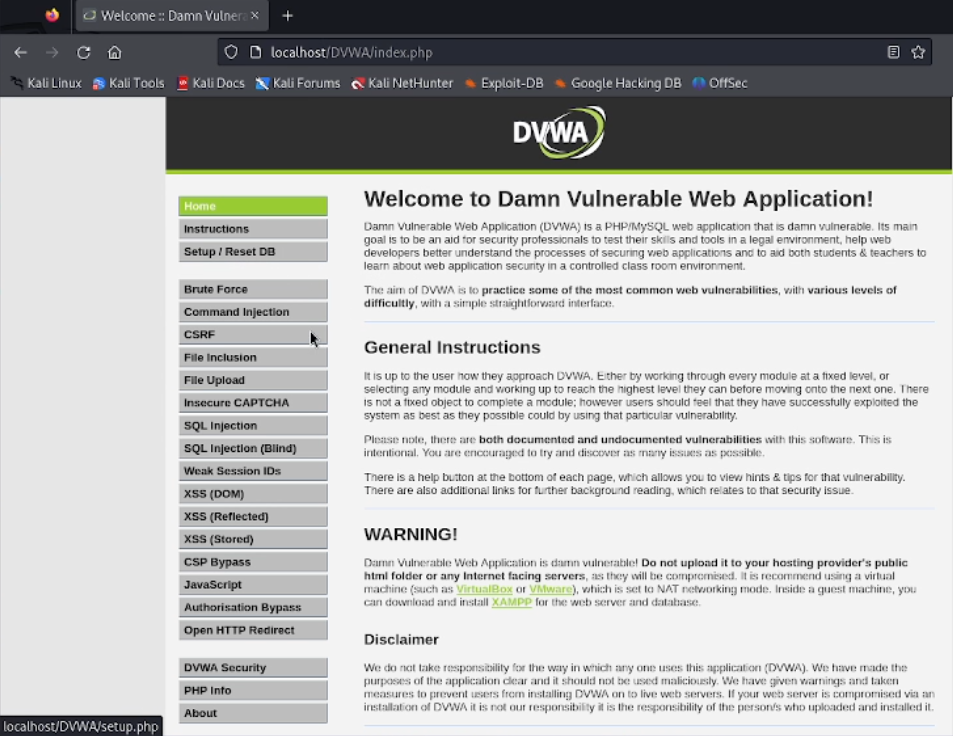 Welcome :: Damn Vulnera
localhost/DVWA/index.php
Kali Linux Kali Tools Kali Docs Kali Forums Kali NetHunter Exploit-DB Google Hacking DB OffSec
DVWA
Home
Instructions
Setup / Reset DB
Brute Force
Command Injection
CSRF
File Inclusion
File Upload
Insecure CAPTCHA
SQL Injection
SQL Injection (Blind)
Weak Session IDs
XSS (DOM)
XSS (Reflected)
XSS (Stored)
CSP Bypass
JavaScript
Authorisation Bypass
Open HTTP Redirect
DVWA Security
PHP Info
About
Welcome to Damn Vulnerable Web Application!
Damn Vulnerable Web Application (DVWA) is a PHP/MySQL web application that is damn vulnerable. Its main
goal is to be an aid for security professionals to test their skills and tools in a legal environment, help web
developers better understand the processes of securing web applications and to aid both students & teachers to
learn about web application security in a controlled class room environment.
The aim of DVWA is to practice some of the most common web vulnerabilities, with various levels of
difficultly, with a simple straightforward interface.
General Instructions
It is up to the user how they approach DVWA. Either by working through every module at a fixed level, or
selecting any module and working up to reach the highest level they can before moving onto the next one. There
is not a fixed object to complete a module; however users should feel that they have successfully exploited the
system as best as they possible could by using that particular vulnerability.
Please note, there are both documented and undocumented vulnerabilities with this software. This is
intentional. You are encouraged to try and discover as many issues as possible.
There is a help button at the bottom of each page, which allows you to view hints & tips for that vulnerability.
There are also additional links for further background reading, which relates to that security issue.
WARNING!
Damn Vulnerable Web Application is damn vulnerable! Do not upload it to your hosting provider's public
html folder or any Internet facing servers, as they will be compromised. It is recommend using a virtual
machine (such as VirtualBox or VMware), which is set to NAT networking mode. Inside a guest machine, you
can download and install XAMPP for the web server and database.
Disclaimer
We do not take responsibility for the way in which any one uses this application (DVWA). We have made the
purposes of the application clear and it should not be used maliciously. We have given warnings and taken
measures to prevent users from installing DVWA on to live web servers. If your web server is compromised via an
installation of DVWA it is not our responsibility it is the responsibility of the person/s who uploaded and installed it.
localhost/DVWA/setup.php